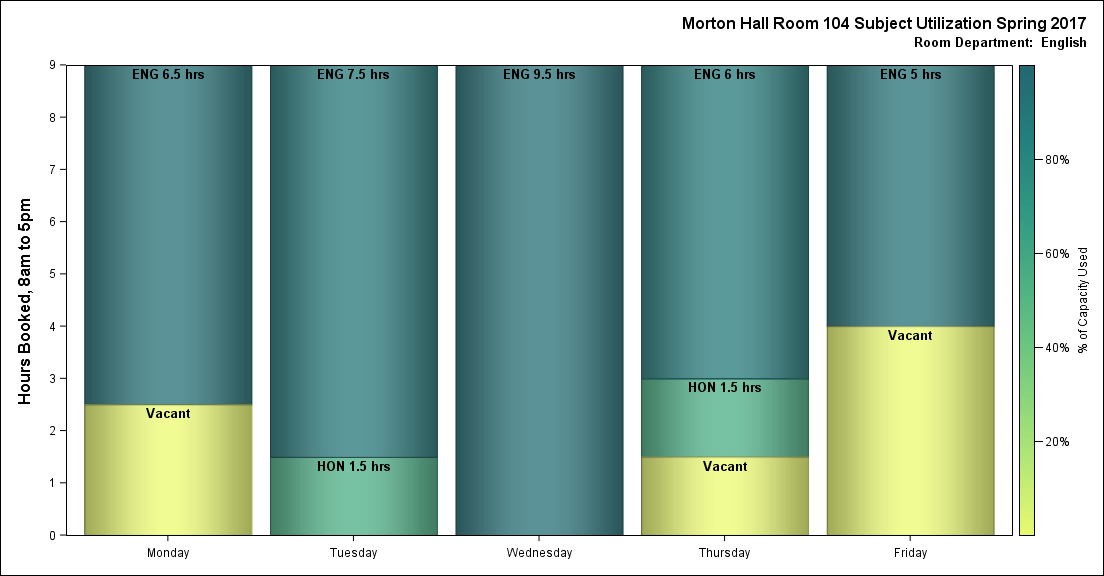 Morton Hall Room 104 Subject Utilization Spring 2017
Room Department: English
Hours Booked, 8am to 5pm
9
8
7
6
5
4
3
2
1
0
ENG 6.5 hrs
Vacant
ENG 7.5 hrs
HON 1.5 hrs
ENG 9.5 hrs
ENG 6 hrs
HON 1.5 hrs
Vacant
ENG 5 hrs
Vacant
Monday
Tuesday
Wednesday
Thursday
Friday
80%
60%
40%
20%
% of Capacity Used